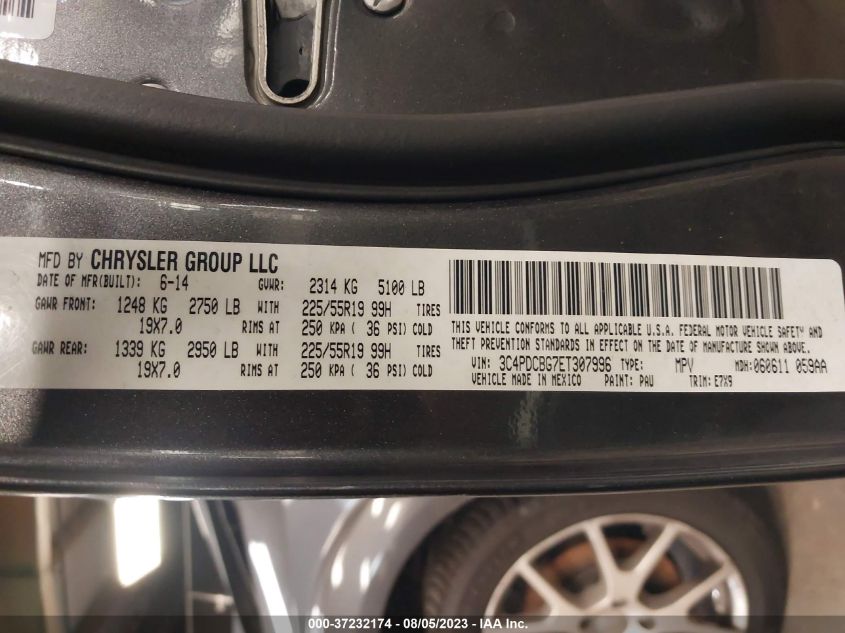 MFD BY CHRYSLER GROUP LLC
DATE OF MFR(BUILT): 6-14 GVWR: 2314 KG 5100 LB
GAWR FRONT: 1248 KG 2750 LB WITH 225/55R19 99H TIRES
19X7.0 RIMS AT 250 KPA ( 36 PSI) COLD
GAWR REAR: 1339 KG 2950 LB WITH 225/55R19 99H TIRES
19X7.0 RIMS AT 250 KPA ( 36 PSI) COLD
THIS VEHICLE CONFORMS TO ALL APPLICABLE U.S.A. FEDERAL MOTOR VEHICLE SAFETY AND
THEFT PREVENTION STANDARDS IN EFFECT ON THE DATE OF MANUFACTURE SHOWN ABOVE.
VIN: 3C4PDCBG7ET307996 TYPE: MPV MDH:060611 059AA
VEHICLE MADE IN MEXICO PAINT: PAU TRIM: E7X9
000-37232174 - 08/05/2023 - IAA Inc.